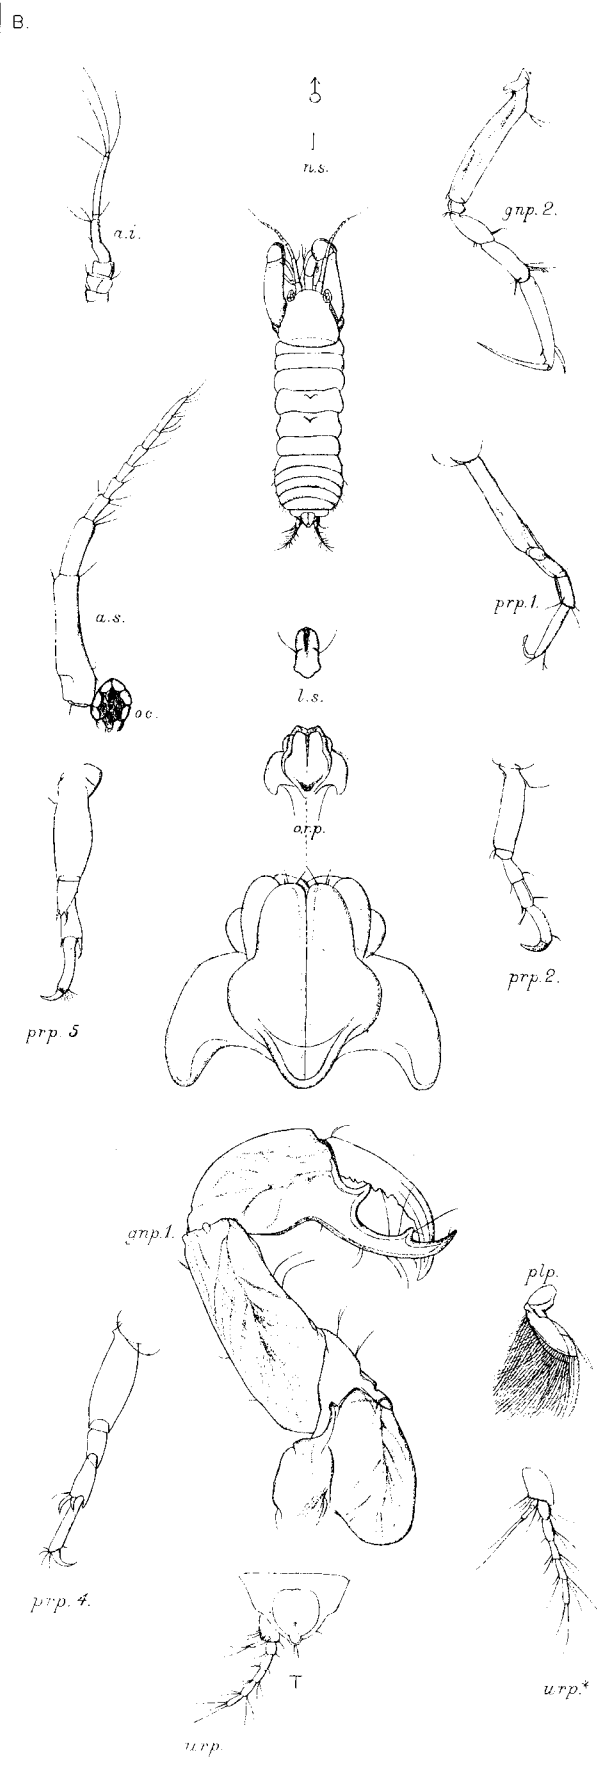 B.
♂
n.s.
a.i.
gnp. 2.
a.s.
oc.
prp. 1.
l.s.
o.r.p.
prp. 2.
prp. 5
gnp. 1.
plp.
prp. 4.
T
u.r.p.
u.r.p.*